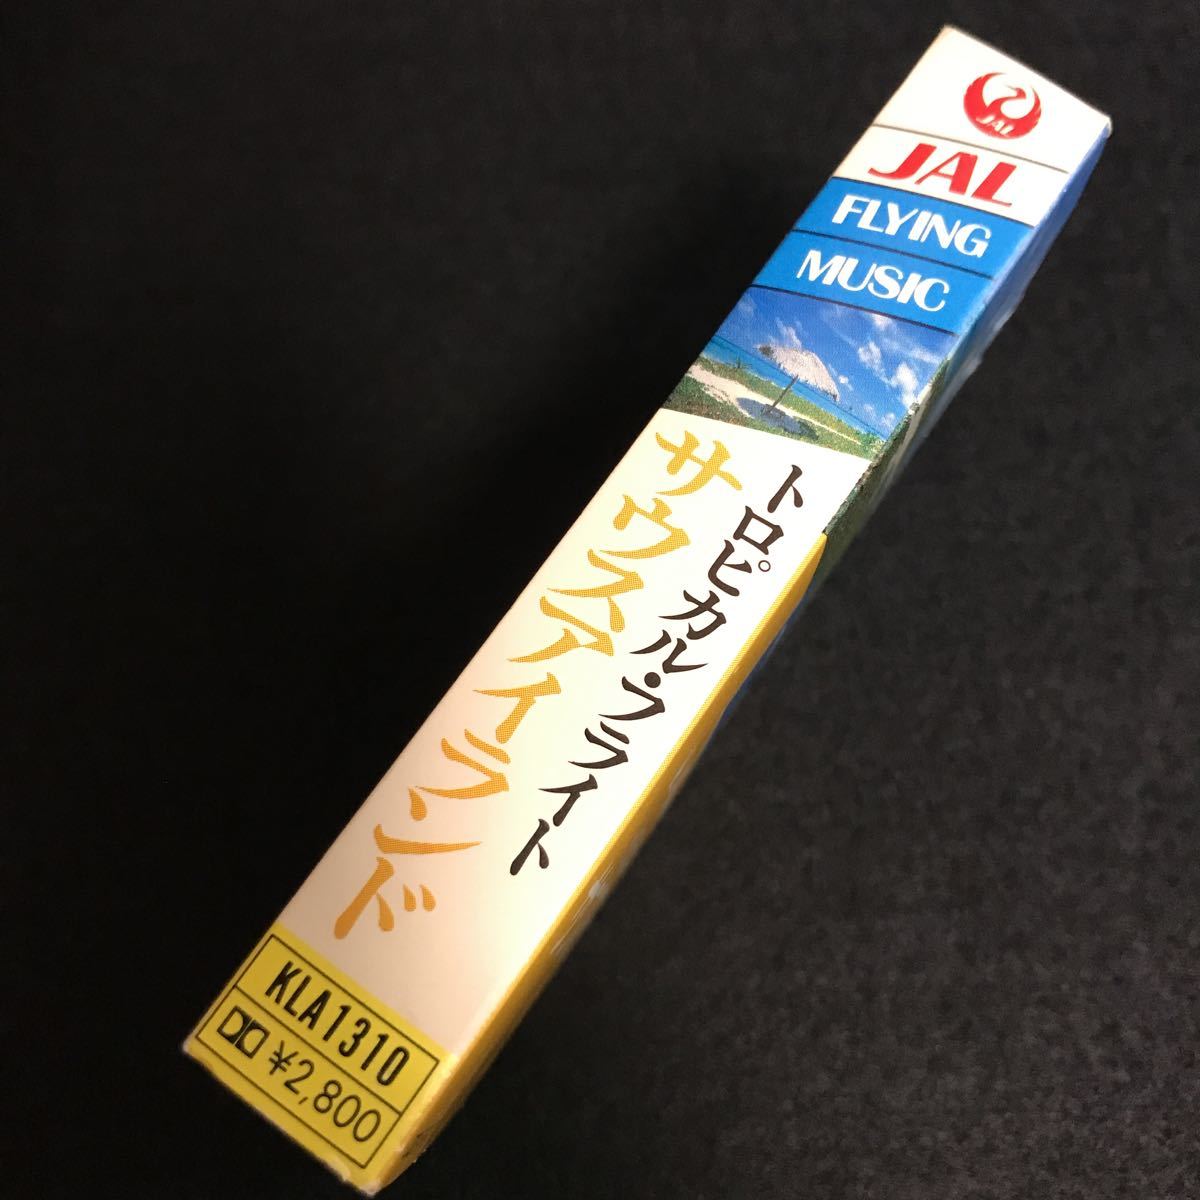 JAL
JAL
FLYING
MUSIC
トロピカル・フライト
サウスアイランド
KLA1310
¥2,800